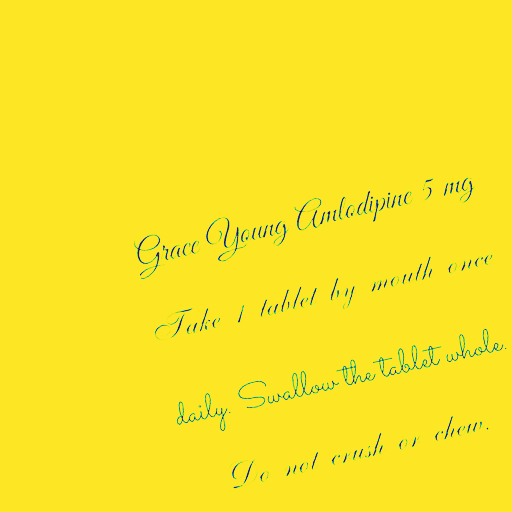 Grace Young Amlodipine 5 mg
Take 1 tablet by mouth once
daily. Swallow the tablet whole.
Do not crush or chew.